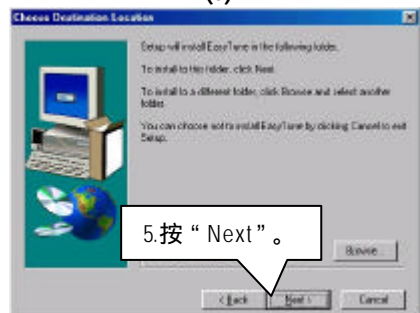 Choose Destination Location
Setup will install EasyTune in the following folder.
To install to this folder, click Next.
To install to a different folder, click Browse and select another
folder.
You can choose not to install EasyTune by clicking Cancel to exit
Setup.
5.按“Next”。
Browse...
< Back
Next >
Cancel